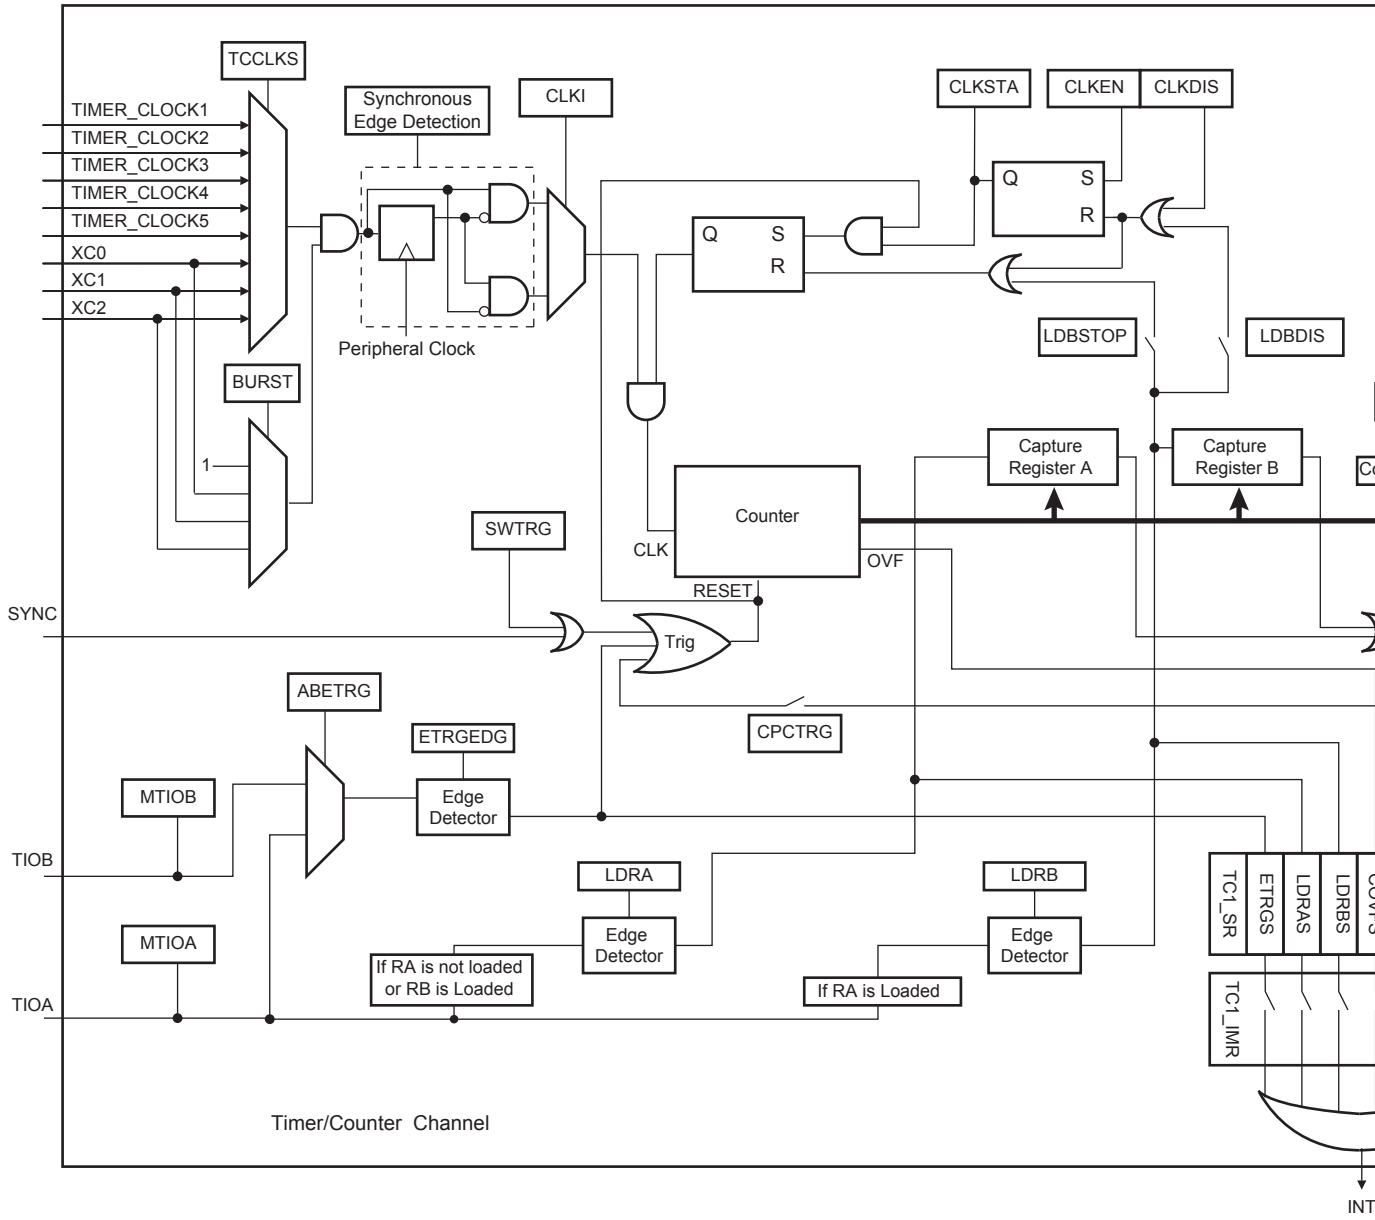 TCCLKS
TIMER_CLOCK1
TIMER_CLOCK2
TIMER_CLOCK3
TIMER_CLOCK4
TIMER_CLOCK5
XC0
XC1
XC2
Synchronous
Edge Detection
CLKI
CLKSTA
CLKEN
CLKDIS
Q
S
R
Q
S
R
Peripheral Clock
LDBSTOP
LDBDIS
BURST
1
Capture
Register A
Capture
Register B
Counter
SWTRG
CLK
OVF
RESET
SYNC
Trig
ABETRG
CPCTRG
ETRGEDG
MTIOB
Edge
Detector
TIOB
LDRA
LDRB
MTIOA
Edge
Detector
Edge
Detector
If RA is not loaded
or RB is Loaded
If RA is Loaded
TIOA
TC1_SR
ETRGS
LDRAS
LDRBS
TC1_IMR
Timer/Counter Channel
INT